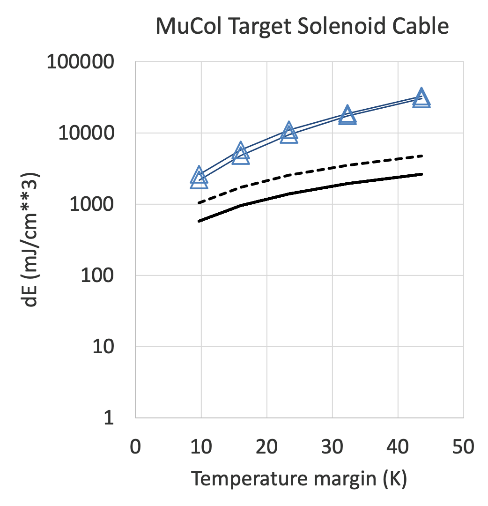 MuCol Target Solenoid Cable
100000
10000
1000
100
10
1
dE (mJ/cm**3)
0 10 20 30 40 50
Temperature margin (K)